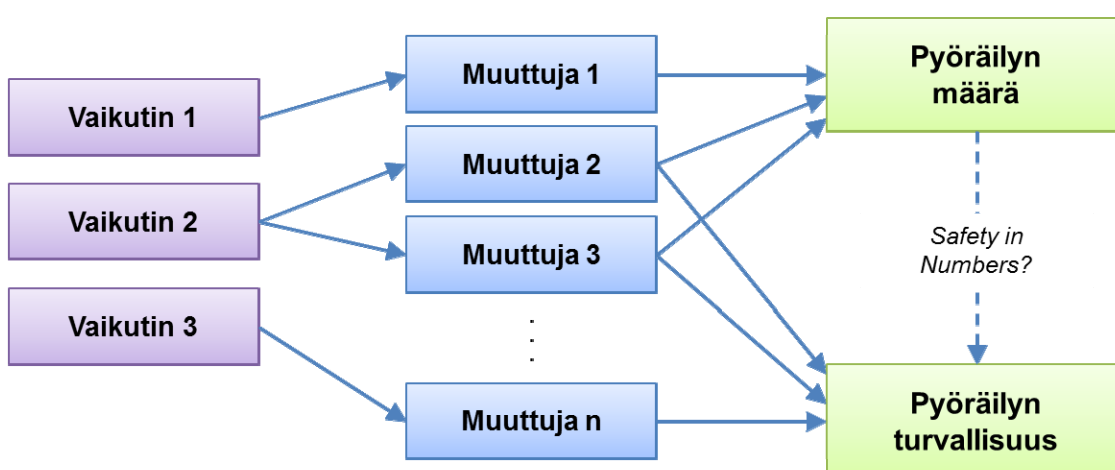 Vaikutin 1
Vaikutin 2
Vaikutin 3
Muuttuja 1
Muuttuja 2
Muuttuja 3
Muuttuja n
Pyöräilyn
määrä
Safety in
Numbers?
Pyöräilyn
turvallisuus